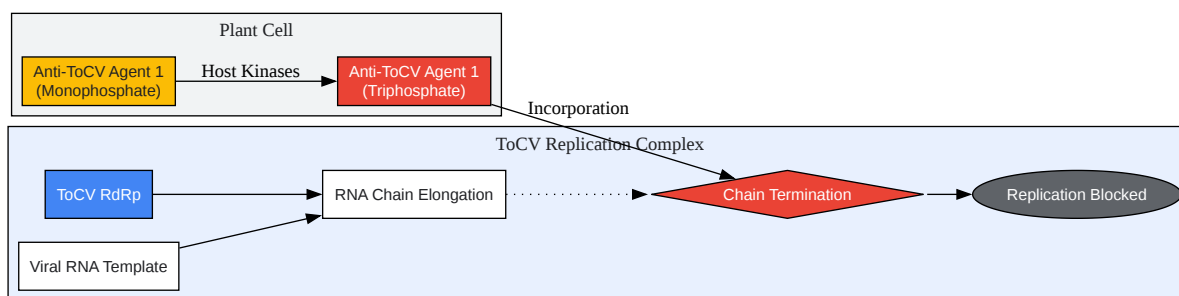 Plant Cell
Anti-ToCV Agent 1
(Monophosphate)
Host Kinases
Anti-ToCV Agent 1
(Triphosphate)
Incorporation
ToCV Replication Complex
ToCV RdRp
RNA Chain Elongation
Chain Termination
Replication Blocked
Viral RNA Template